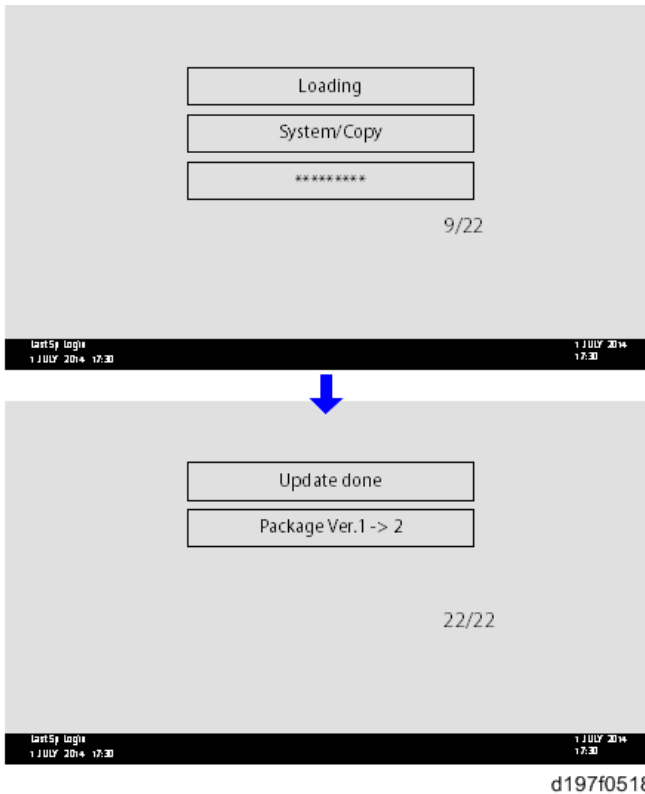 Loading
System/Copy
*********
9/22
Last Sp Login
1 JULY 2014 17:30
1 JULY 2014
17:30
Update done
Package Ver.1 -> 2
22/22
Last Sp Login
1 JULY 2014 17:30
1 JULY 2014
17:30
d197f0518